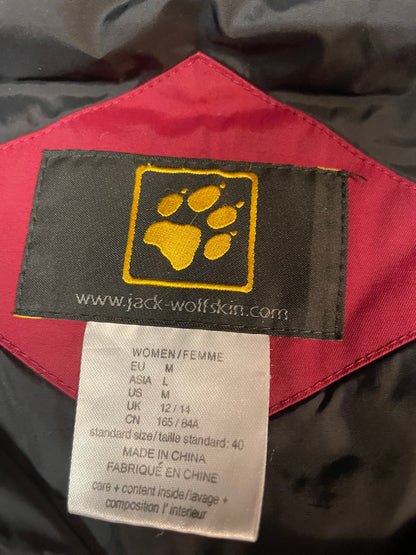 www.jack-wolfskin.com
WOMEN/FEMME
EU M
ASIA L
US M
UK 12/14
CN 165/84A
standard size/taille standard: 40
MADE IN CHINA
FABRIQUÉ EN CHINE
care + content inside/lavage +
composition l'interieur